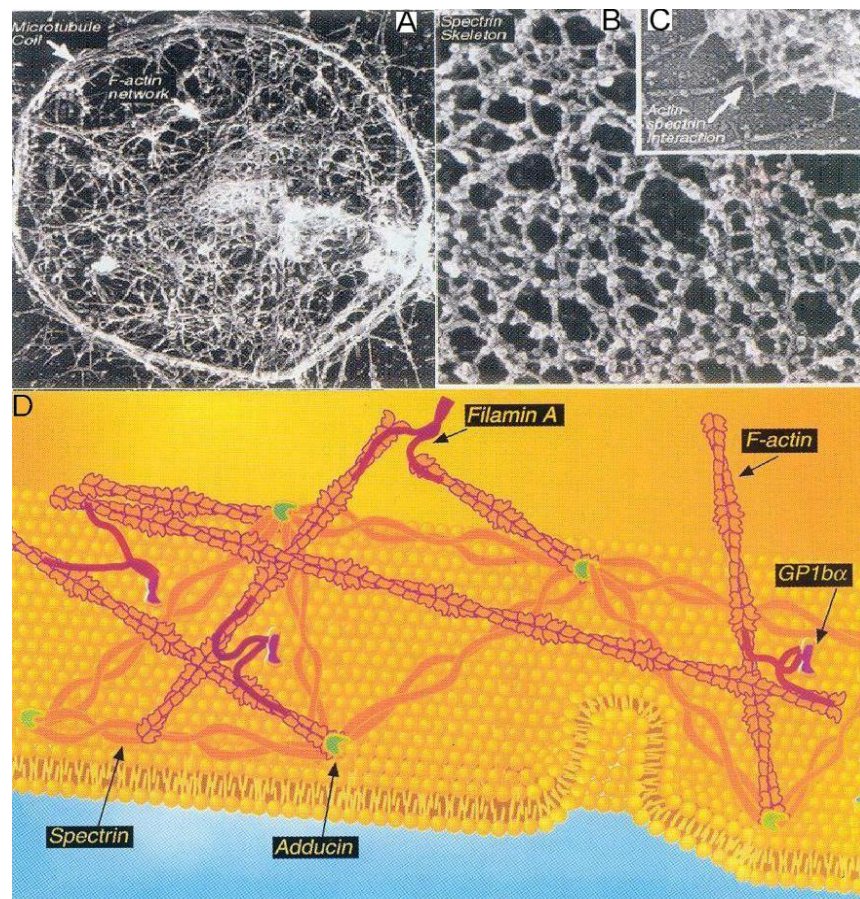 Microtubule
Coil
A
F-actin
network
Spectrin
Skeleton
B
C
Actin-
spectrin
interaction
D
Filamin A
F-actin
GP1bα
Spectrin
Adducin